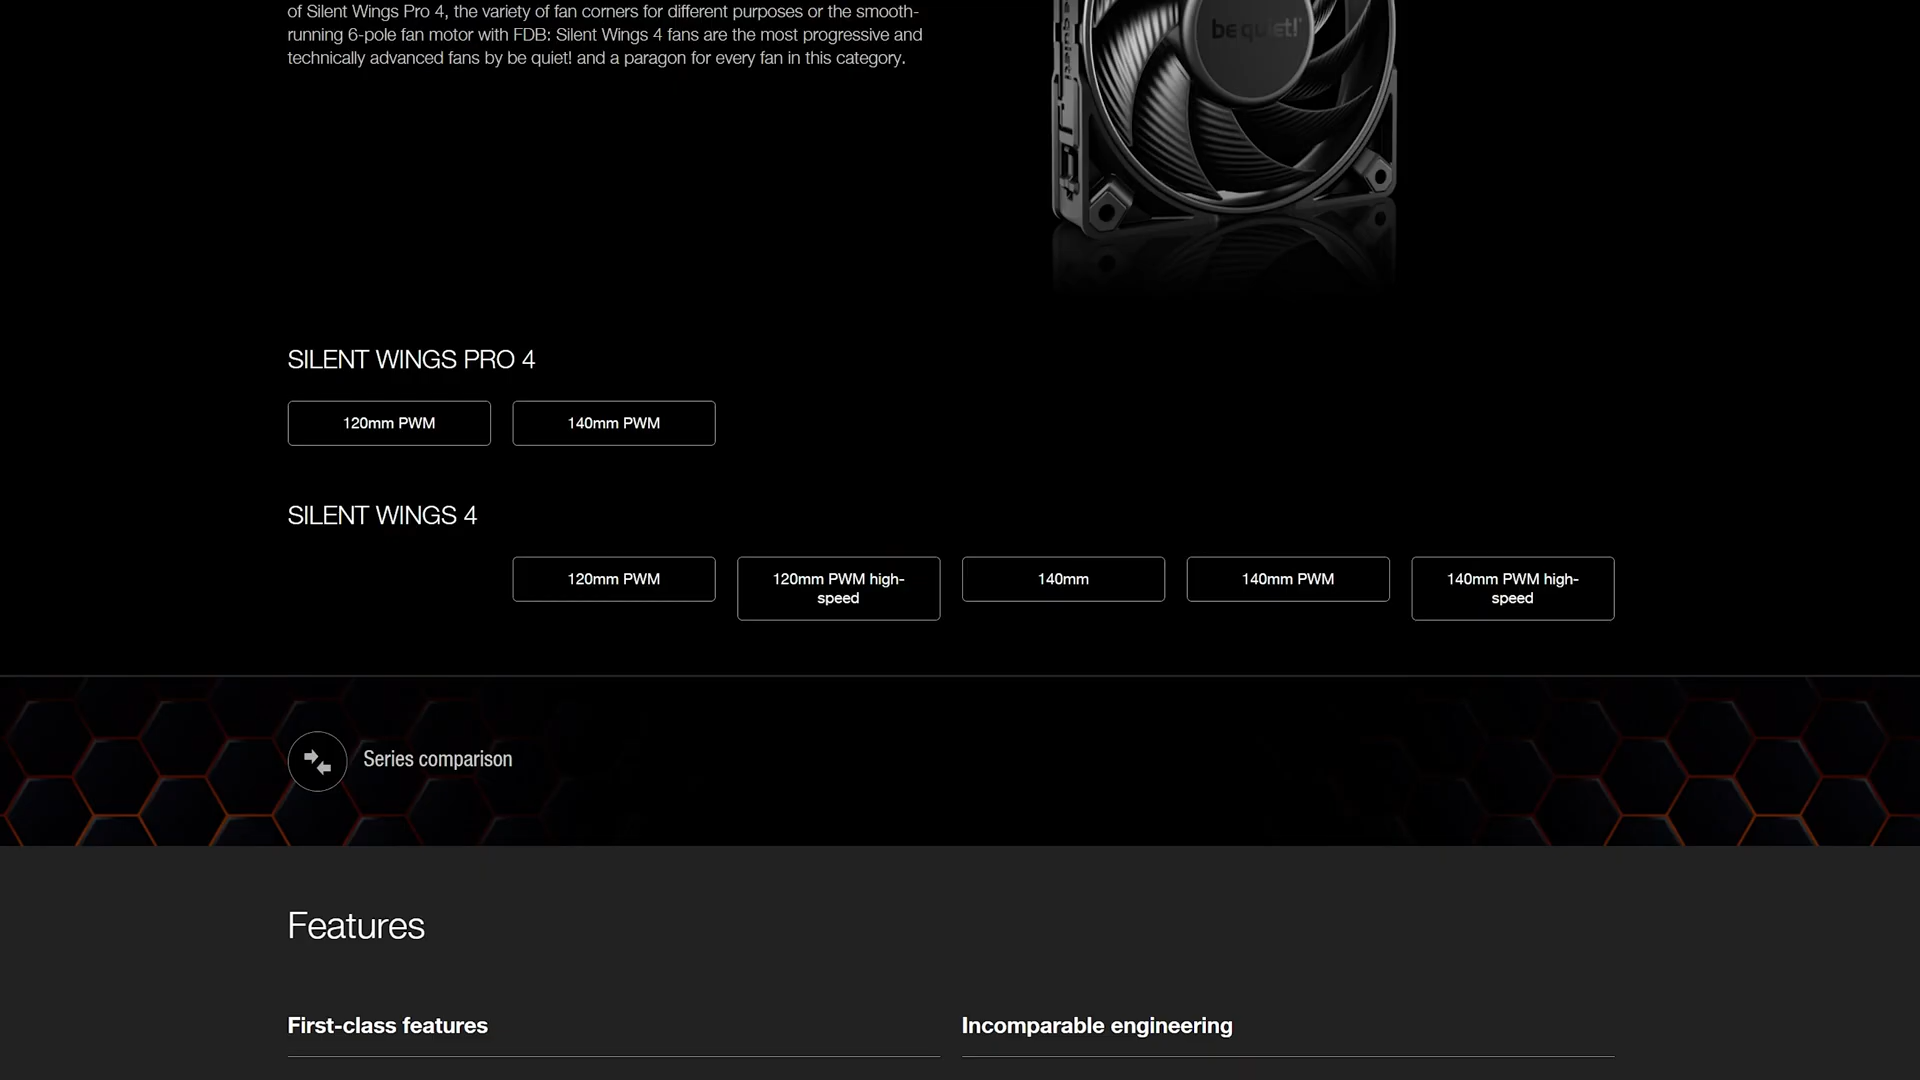 of Silent Wings Pro 4, the variety of fan corners for different purposes or the smooth-
running 6-pole fan motor with FDB: Silent Wings 4 fans are the most progressive and
technically advanced fans by be quiet! and a paragon for every fan in this category.
be quiet!
SILENT WINGS PRO 4
120mm PWM
140mm PWM
SILENT WINGS 4
120mm PWM
120mm PWM high-
speed
140mm
140mm PWM
140mm PWM high-
speed
Series comparison
Features
First-class features
Incomparable engineering